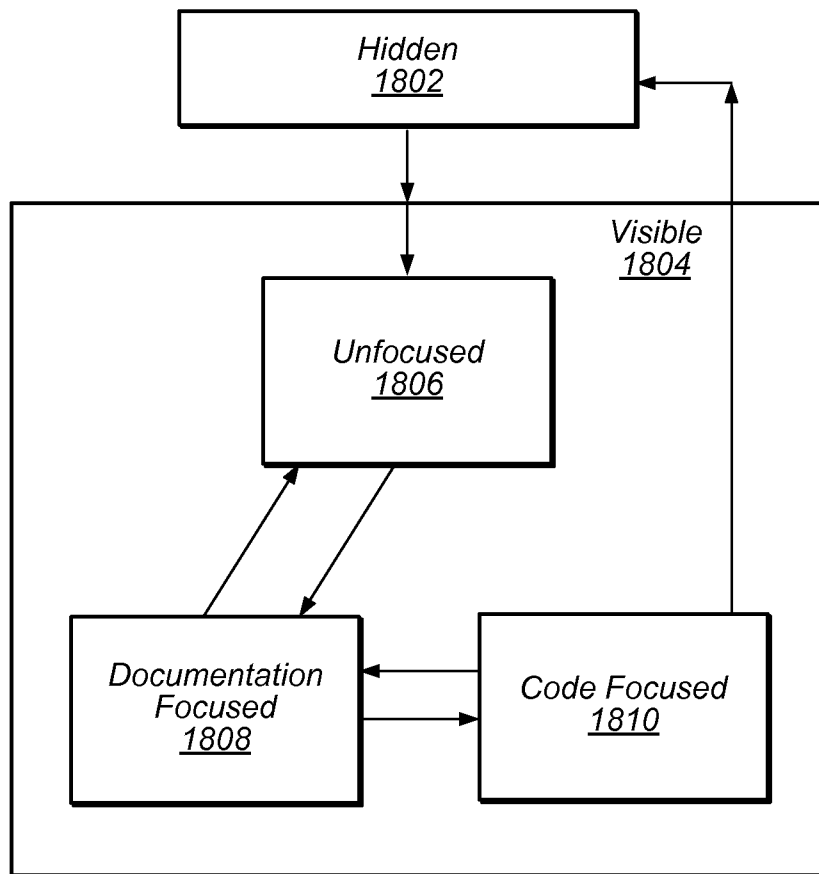 Hidden
1802
Visible
1804
Unfocused
1806
Documentation
Focused
1808
Code Focused
1810